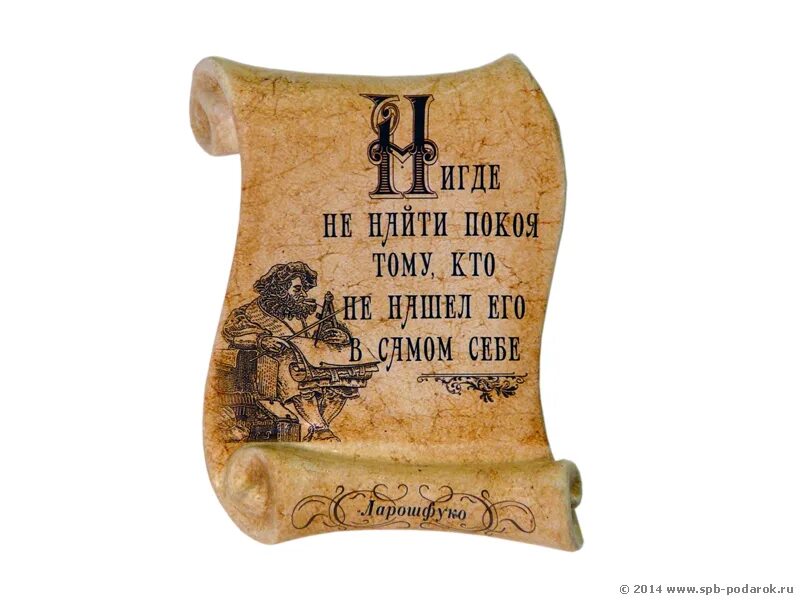 Нигде
не найти покоя
тому, кто
не нашел его
в самом себе
Ларошфуко
© 2014 www.spb-podarok.ru